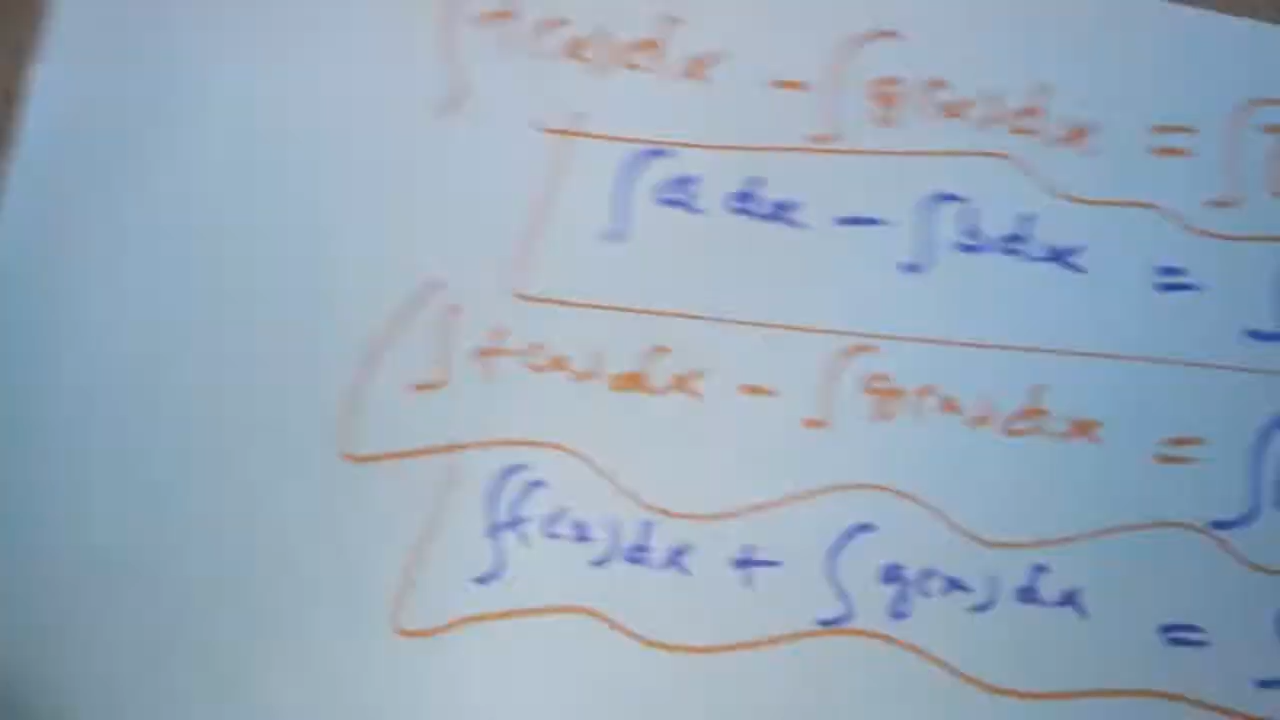 ∫ f(x) dx - ∫ g(x) dx = ∫
∫ a dx - ∫ b dx = ∫
∫ f(x) dx - ∫ g(x) dx = ∫
∫ f(x) dx + ∫ g(x) dx =